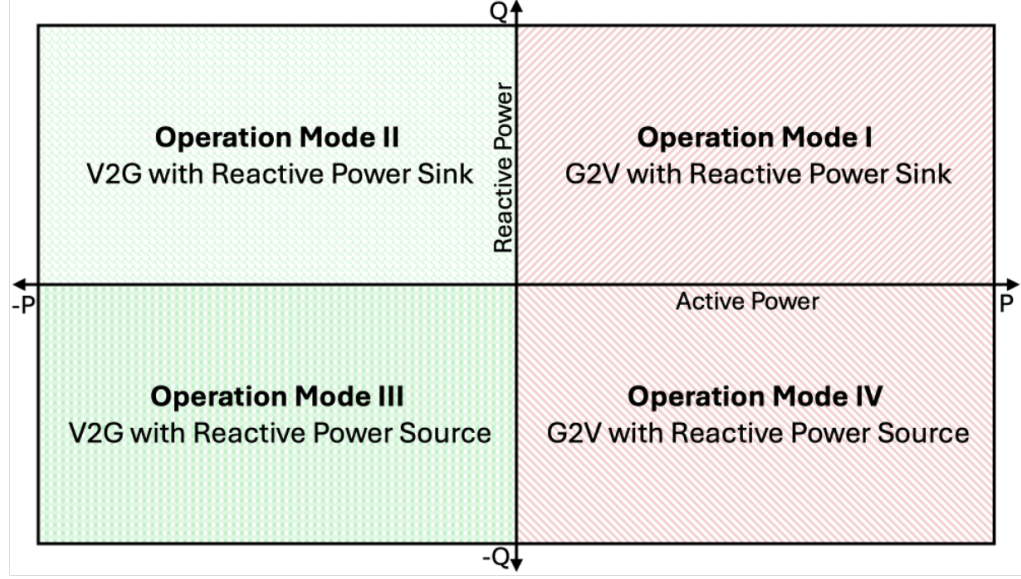 Q
Reactive Power
Operation Mode II
V2G with Reactive Power Sink
Operation Mode I
G2V with Reactive Power Sink
-P
Active Power
P
Operation Mode III
V2G with Reactive Power Source
Operation Mode IV
G2V with Reactive Power Source
-Q